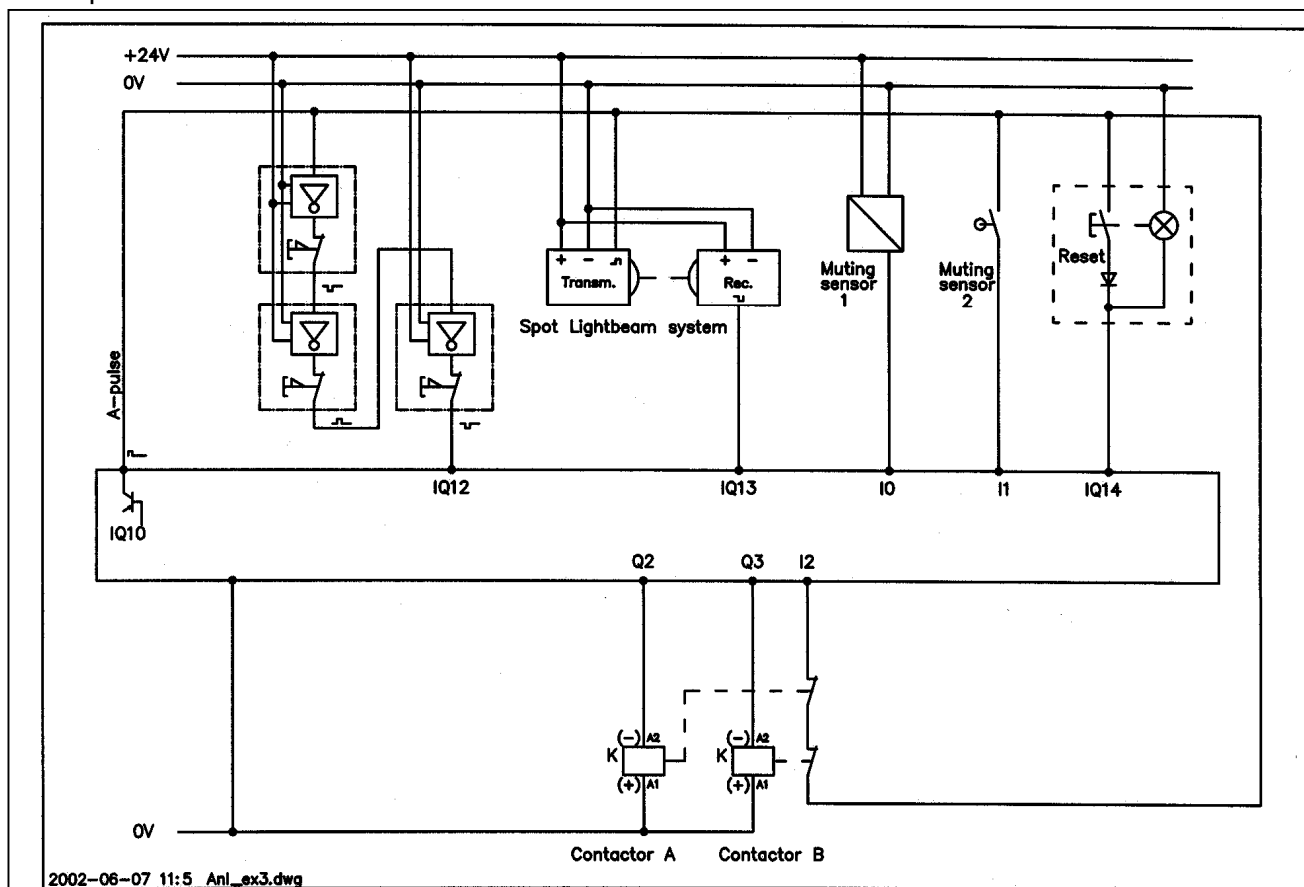 +24V
0V
A-pulse
+ −
Transm.
+ −
Rec.
Spot Lightbeam system
Muting
sensor
1
Muting
sensor
2
Reset
IQ10
IQ12
IQ13
I0
I1
IQ14
Q2
Q3
I2
(−) A2
K
(+) A1
(−) A2
K
(+) A1
0V
Contactor A
Contactor B
2002-06-07 11:5 Anl_ex3.dwg